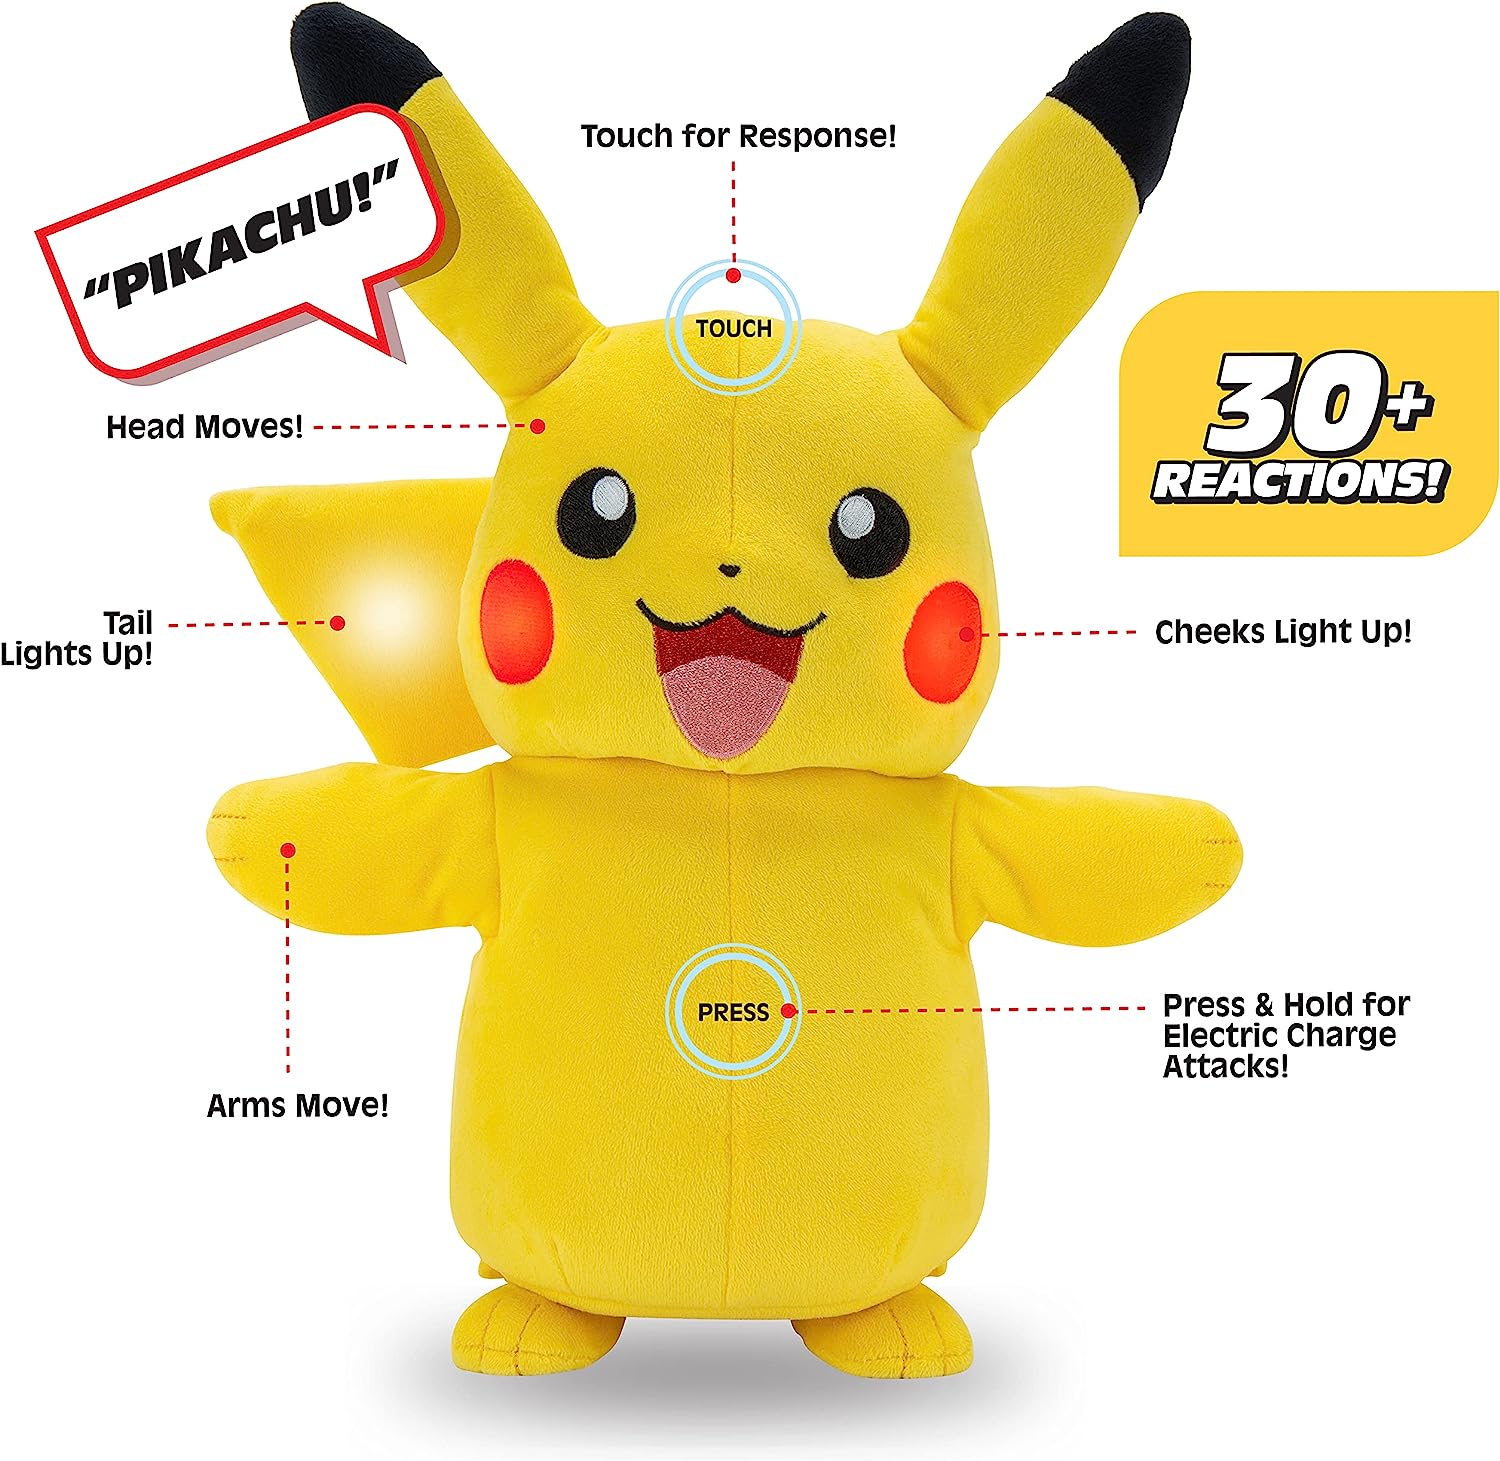 Touch for Response!
“PIKACHU!”
TOUCH
Head Moves!
30+
REACTIONS!
Tail
Lights Up!
Cheeks Light Up!
PRESS
Press & Hold for
Electric Charge
Attacks!
Arms Move!